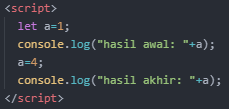 <script>
let a=1;
console.log("hasil awal: "+a);
a=4;
console.log("hasil akhir: "+a);
</script>